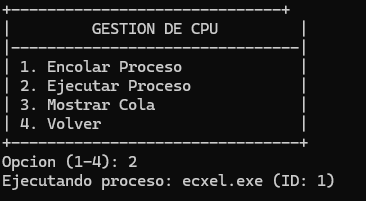 GESTION DE CPU
1. Encolar Proceso
2. Ejecutar Proceso
3. Mostrar Cola
4. Volver
Opcion (1-4): 2
Ejecutando proceso: ecxel.exe (ID: 1)